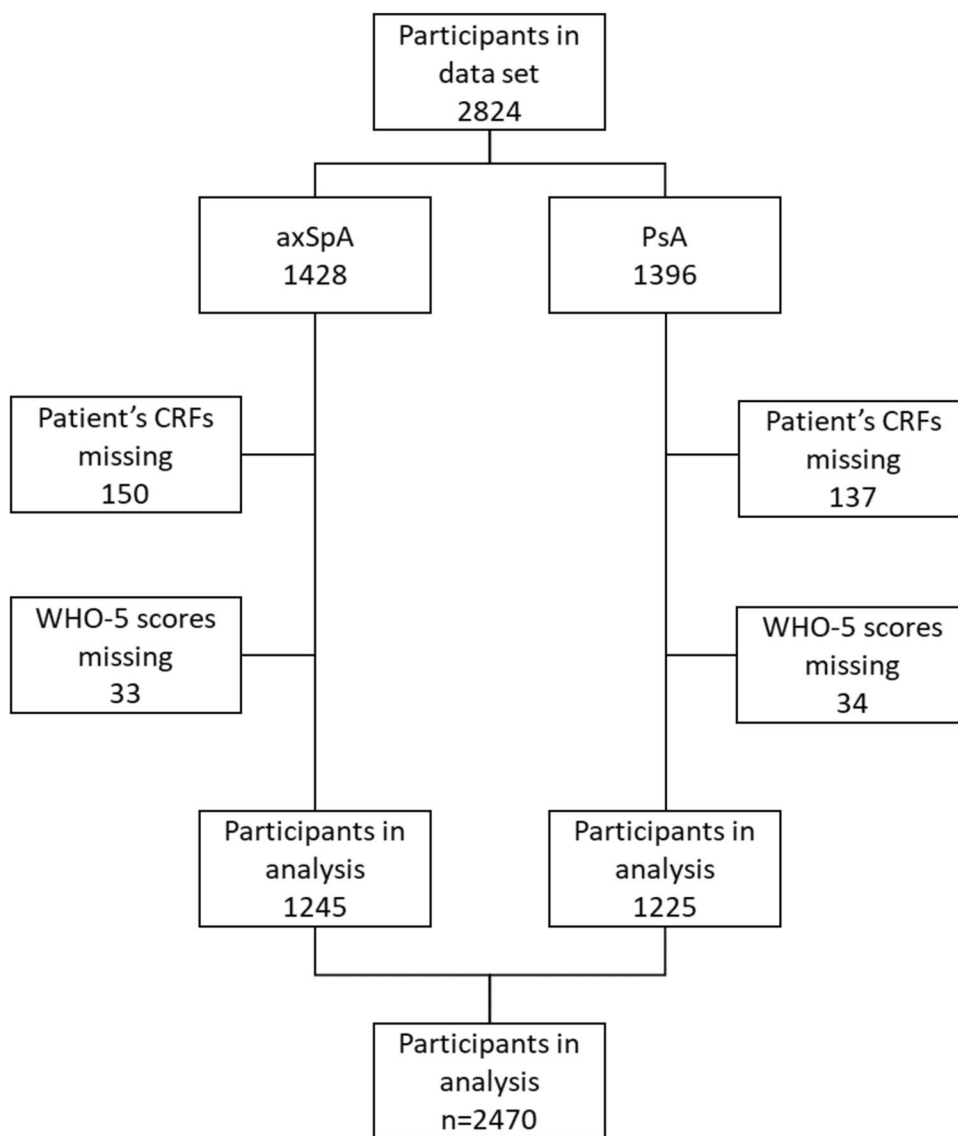 Participants in
data set
2824
axSpA
1428
PsA
1396
Patient’s CRFs
missing
150
Patient’s CRFs
missing
137
WHO-5 scores
missing
33
WHO-5 scores
missing
34
Participants in
analysis
1245
Participants in
analysis
1225
Participants in
analysis
n=2470